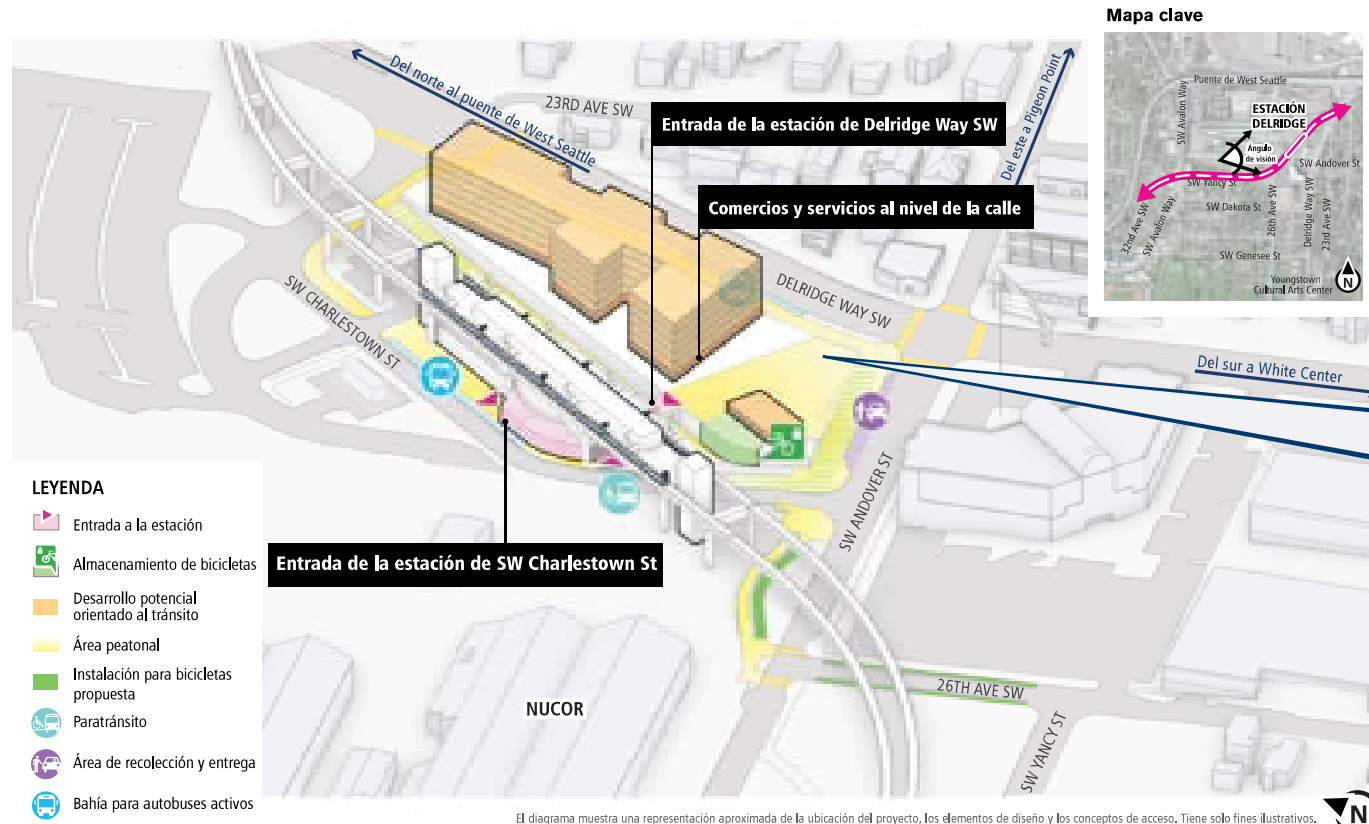 Mapa clave
Puente de West Seattle
SW Avalon Way
ESTACIÓN
DELRIDGE
Ángulo
de visión
SW Andover St
SW Yancy St
SW Dakota St
26th Ave SW
Delridge Way SW
23rd Ave SW
32nd Ave SW
SW Avalon Way
SW Genesee St
Youngstown
Cultural Arts Center
N
Del norte al puente de West Seattle
23RD AVE SW
Entrada de la estación de Delridge Way SW
Del este a Pigeon Point
Comercios y servicios al nivel de la calle
SW CHARLESTOWN ST
DELRIDGE WAY SW
Del sur a White Center
SW ANDOVER ST
Entrada de la estación de SW Charlestown St
NUCOR
26TH AVE SW
SW YANCY ST
LEYENDA
Entrada a la estación
Almacenamiento de bicicletas
Desarrollo potencial
orientado al tránsito
Área peatonal
Instalación para bicicletas
propuesta
Paratránsito
Área de recolección y entrega
Bahía para autobuses activos
El diagrama muestra una representación aproximada de la ubicación del proyecto, los elementos de diseño y los conceptos de acceso. Tiene solo fines ilustrativos.
N